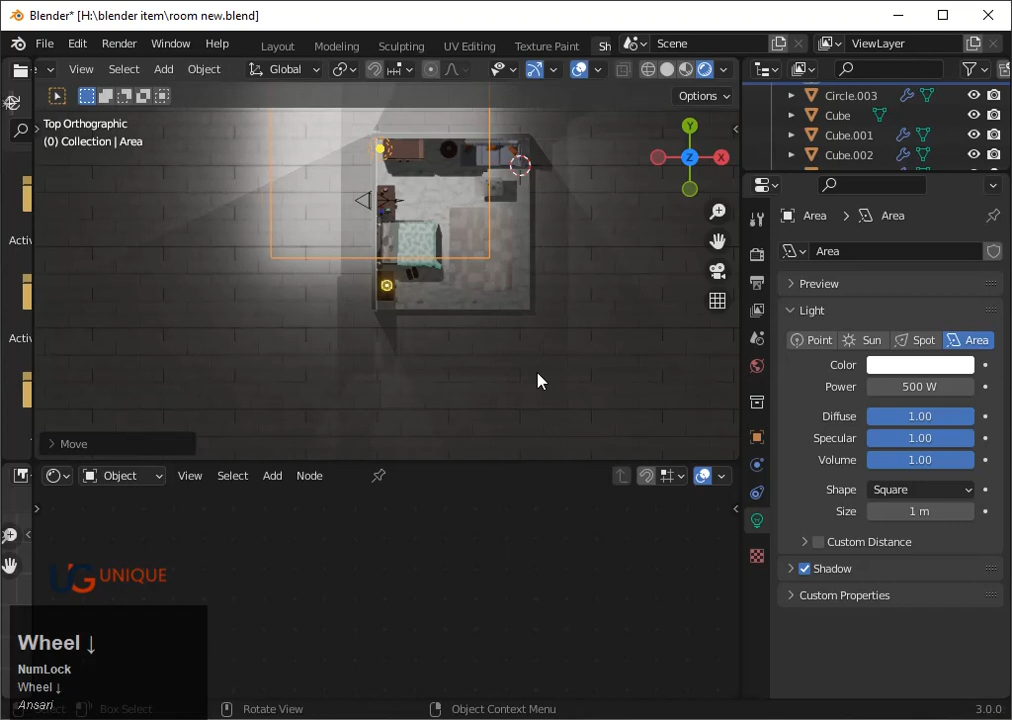 Blender* [H:\blender item\room new.blend]
File Edit Render Window Help Layout Modeling Sculpting UV Editing Texture Paint Sh Scene ViewLayer
View Select Add Object Global
Options
Top Orthographic
(0) Collection | Area
Y
Z X
Circle.003
Cube
Cube.001
Cube.002
Activ
Activ
Area Area
Area
Preview
Light
Point Sun Spot Area
Color
Power 500 W
Diffuse 1.00
Specular 1.00
Volume 1.00
Shape Square
Size 1 m
Custom Distance
Shadow
Custom Properties
Move
Object View Select Add Node
UG UNIQUE
Wheel ↓
NumLock
Wheel ↓
Ansari
Select Box Select Rotate View Object Context Menu 3.0.0